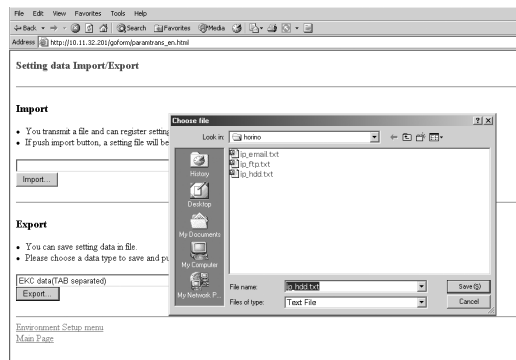 File Edit View Favorites Tools Help
Back Search Favorites Media
Address http://10.11.32.201/goform/paramtrans_en.html
Setting data Import/Export
Import
• You transmit a file and can register setting
• If push import button, a setting file will be
Import...
Export
• You can save setting data in file.
• Please choose a data type to save and pu
EKC data(TAB separated)
Export...
Environment Setup menu
Main Page
Choose file
Look in: horino
History
Desktop
My Documents
My Computer
My Network P...
ip_email.txt
ip_ftp.txt
ip_hdd.txt
File name: ip_hdd.txt Save(S)
Files of type: Text File Cancel